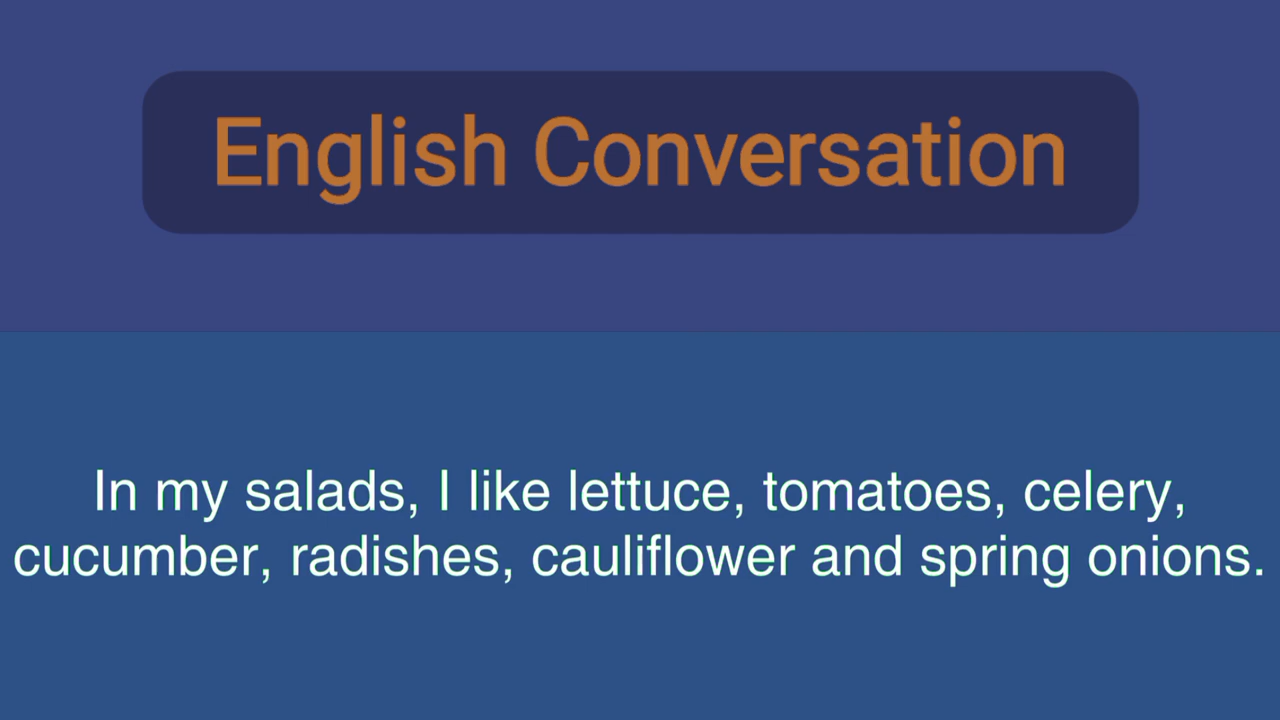 English Conversation
In my salads, I like lettuce, tomatoes, celery,
cucumber, radishes, cauliflower and spring onions.